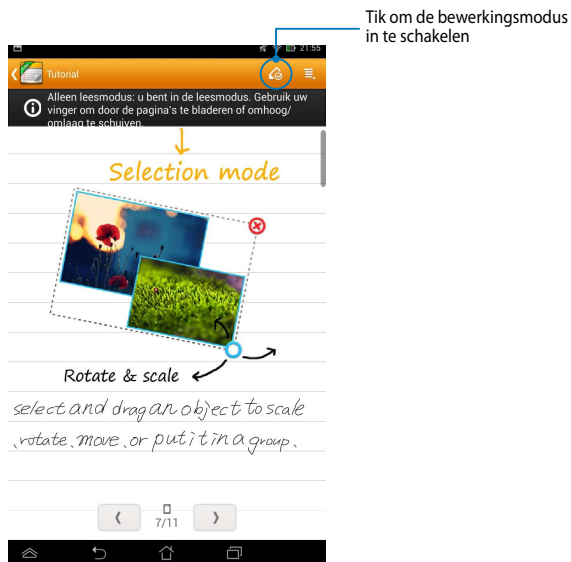 Tik om de bewerkingsmodus
in te schakelen
21:55
Tutorial
Alleen leesmodus: u bent in de leesmodus. Gebruik uw
vinger om door de pagina's te bladeren of omhoog/
omlaag te schuiven.
Selection mode
Rotate & scale
select and drag an object to scale
、rotate、move、or put it in a group、
7/11